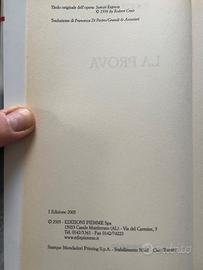 Titolo originale dell'opera: Sunset Express
© 1996 by Robert Crais
Traduzione di Francesca Di Pietro/Grandi & Associati
LA PROVA
I Edizione 2005
© 2005 - EDIZIONI PIEMME Spa
15033 Casale Monferrato (AL) - Via del Carmine, 5
Tel. 0142/3361 - Fax 0142/74223
www.edizpiemme.it
Stampa: Mondadori Printing S.p.A. - Stabilimento NSM - Cles (Trento)
subito